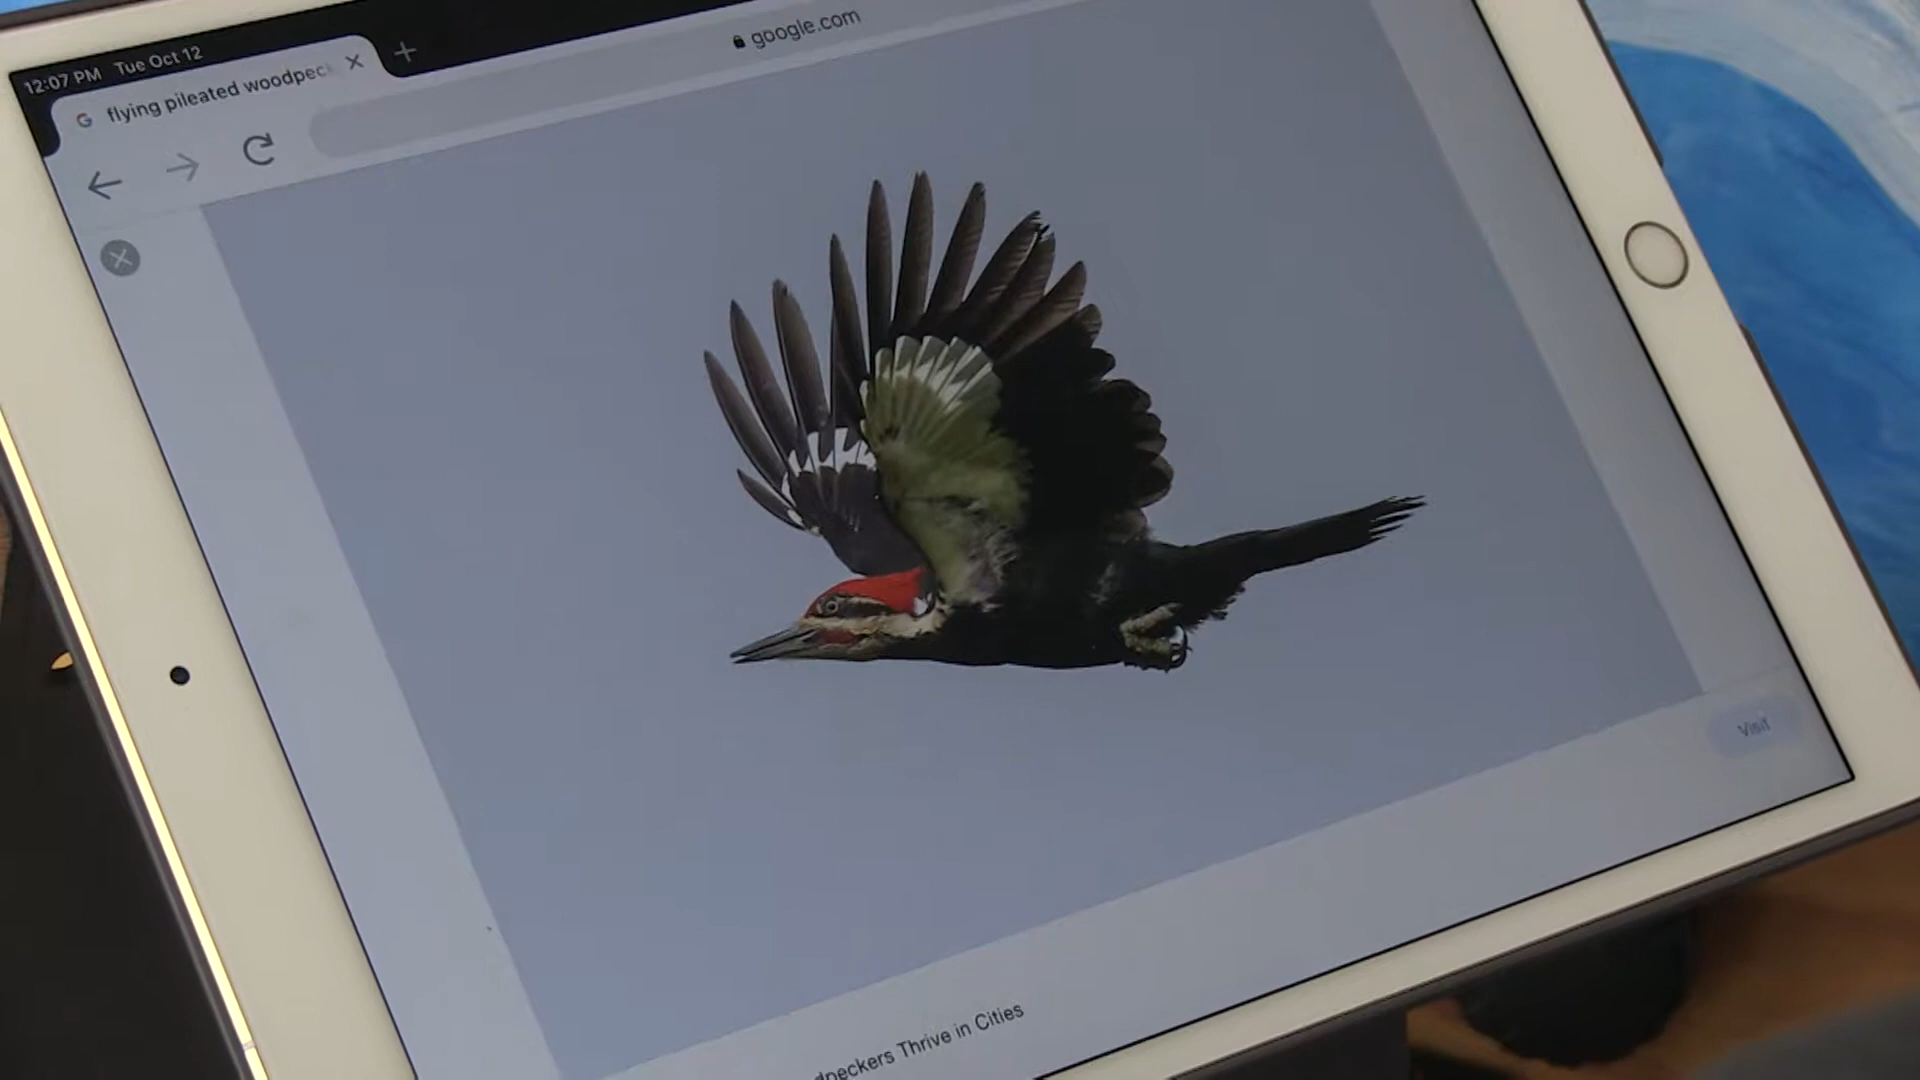 12:07 PM Tue Oct 12
flying pileated woodpec
google.com
Visit
dpeckers Thrive in Cities